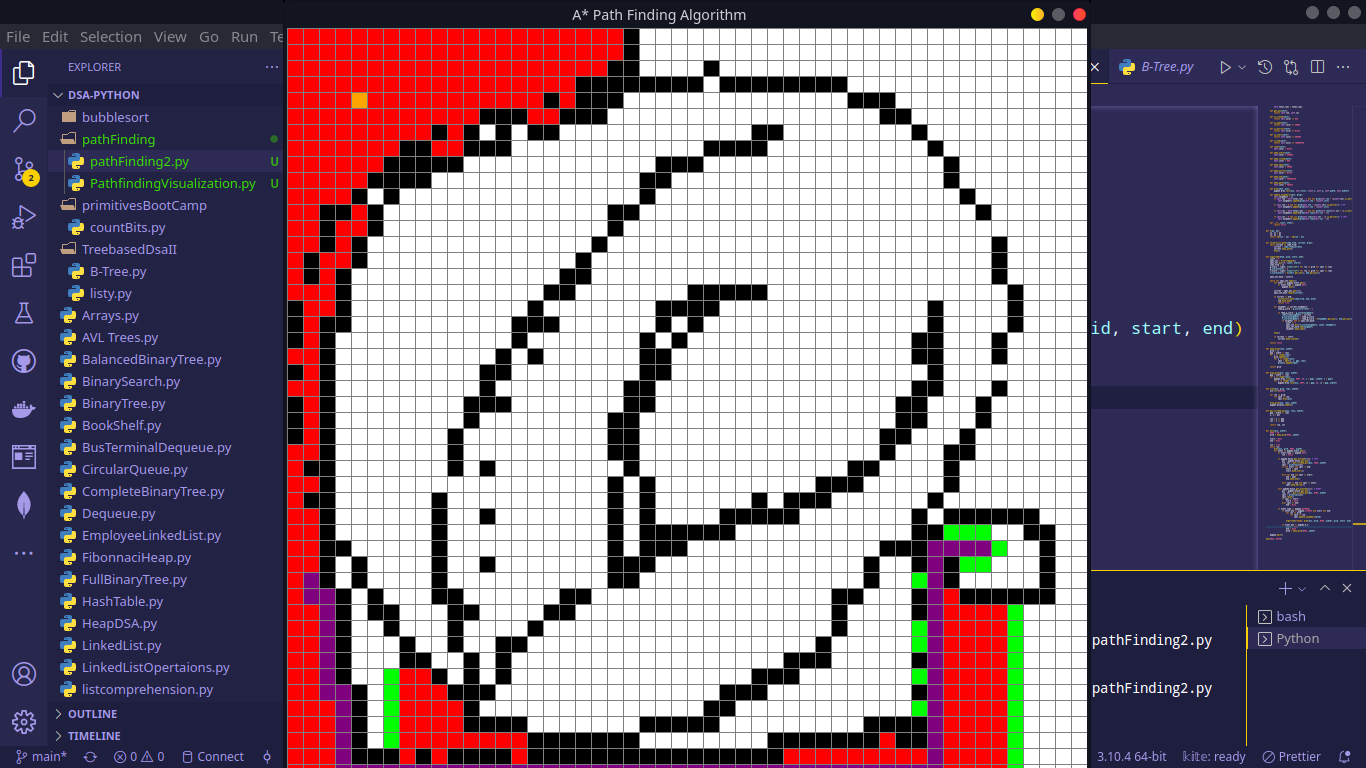 A* Path Finding Algorithm
File Edit Selection View Go Run Te
EXPLORER
B-Tree.py
DSA-PYTHON
bubblesort
pathFinding
pathFinding2.py U
PathfindingVisualization.py U
primitivesBootCamp
countBits.py
TreebasedDsaII
B-Tree.py
listy.py
Arrays.py
AVL Trees.py
BalancedBinaryTree.py
BinarySearch.py
BinaryTree.py
BookShelf.py
BusTerminalDequeue.py
CircularQueue.py
CompleteBinaryTree.py
Dequeue.py
EmployeeLinkedList.py
FibonnaciHeap.py
FullBinaryTree.py
HashTable.py
HeapDSA.py
LinkedList.py
LinkedListOpertaions.py
listcomprehension.py
OUTLINE
TIMELINE
2
id, start, end)
bash
Python
pathFinding2.py
pathFinding2.py
main* 0 0 Connect
3.10.4 64-bit kite: ready Prettier